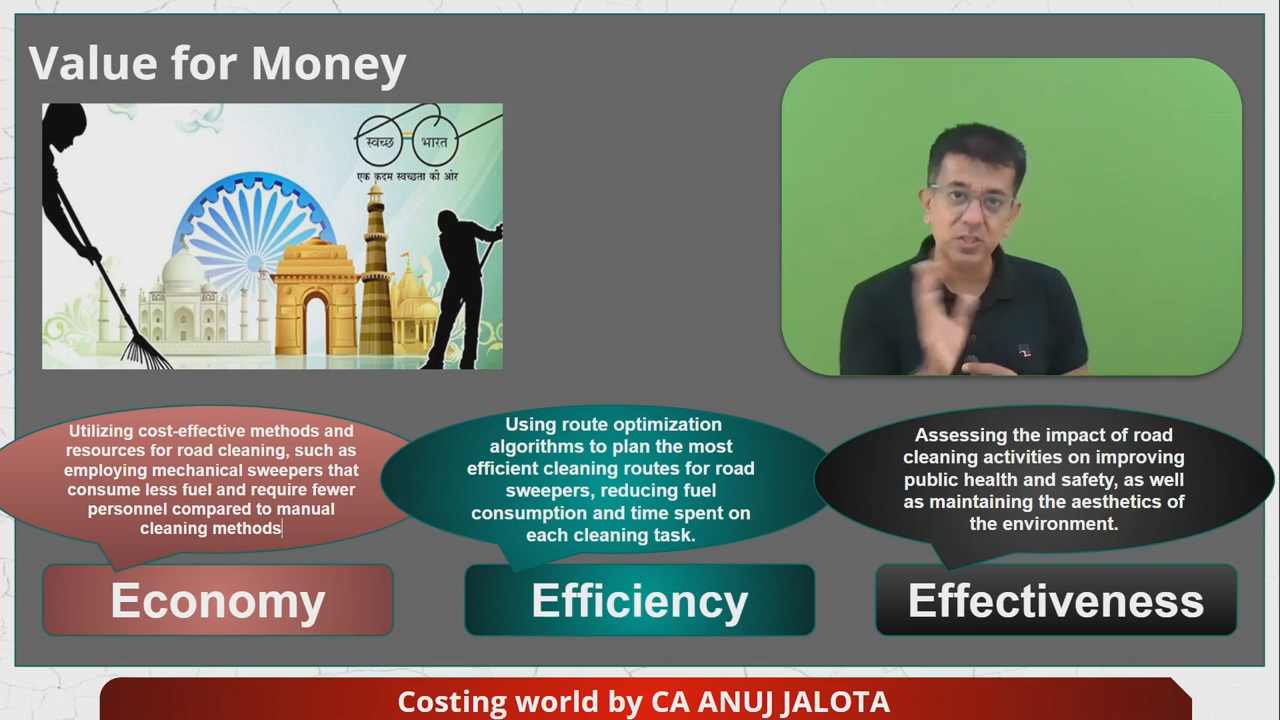 Value for Money
स्वच्छ भारत
एक क़दम स्वच्छता की ओर
Utilizing cost-effective methods and
resources for road cleaning, such as
employing mechanical sweepers that
consume less fuel and require fewer
personnel compared to manual
cleaning methods
Economy
Using route optimization
algorithms to plan the most
efficient cleaning routes for road
sweepers, reducing fuel
consumption and time spent on
each cleaning task.
Efficiency
Assessing the impact of road
cleaning activities on improving
public health and safety, as well
as maintaining the aesthetics of
the environment.
Effectiveness
Costing world by CA ANUJ JALOTA